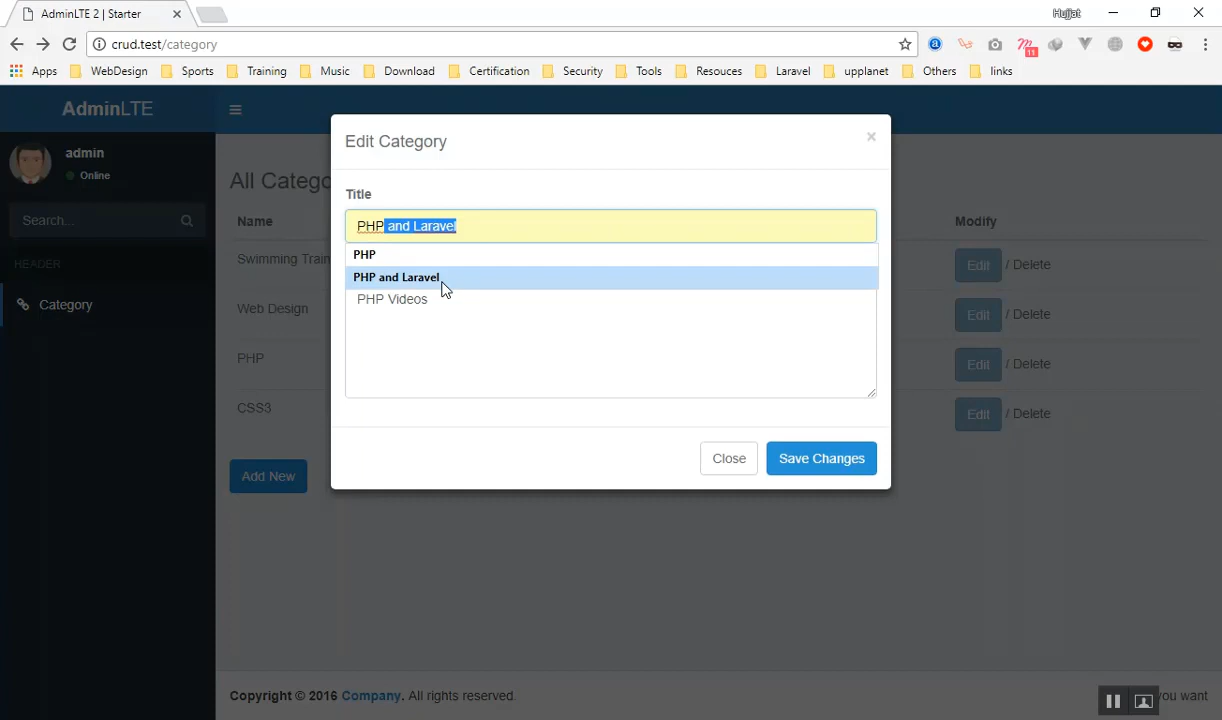 AdminLTE 2 | Starter
Hujjat
crud.test/category
11
Apps WebDesign Sports Training Music Download Certification Security Tools Resouces Laravel upplanet Others links
AdminLTE
admin
Online
Search...
HEADER
Category
All Catego
Name
Modify
Swimming Train
Edit / Delete
Web Design
Edit / Delete
PHP
Edit / Delete
CSS3
Edit / Delete
Add New
Edit Category
×
Title
PHP and Laravel
PHP
PHP and Laravel
PHP Videos
Close
Save Changes
Copyright © 2016 Company. All rights reserved.
you want